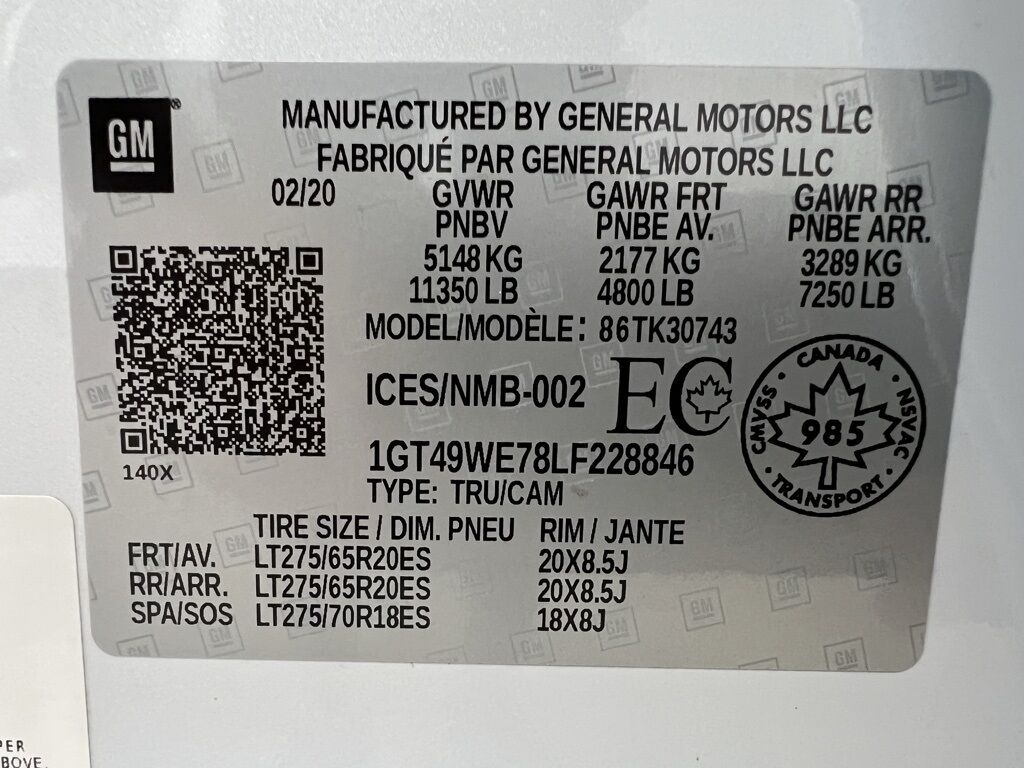 GM®
MANUFACTURED BY GENERAL MOTORS LLC
FABRIQUÉ PAR GENERAL MOTORS LLC
02/20 GVWR GAWR FRT GAWR RR
PNBV PNBE AV. PNBE ARR.
5148 KG 2177 KG 3289 KG
11350 LB 4800 LB 7250 LB
MODEL/MODÈLE: 86TK30743
ICES/NMB-002 EC
CANADA
CMVSS · NSVAC
985
TRANSPORT
140X
1GT49WE78LF228846
TYPE: TRU/CAM
TIRE SIZE / DIM. PNEU RIM / JANTE
FRT/AV. LT275/65R20ES 20X8.5J
RR/ARR. LT275/65R20ES 20X8.5J
SPA/SOS LT275/70R18ES 18X8J
ABOVE.